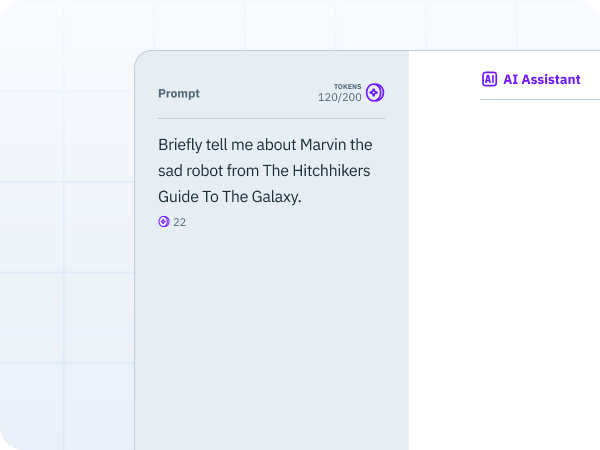 Prompt
TOKENS
120/200
Briefly tell me about Marvin the
sad robot from The Hitchhikers
Guide To The Galaxy.
22
AI AI Assistant